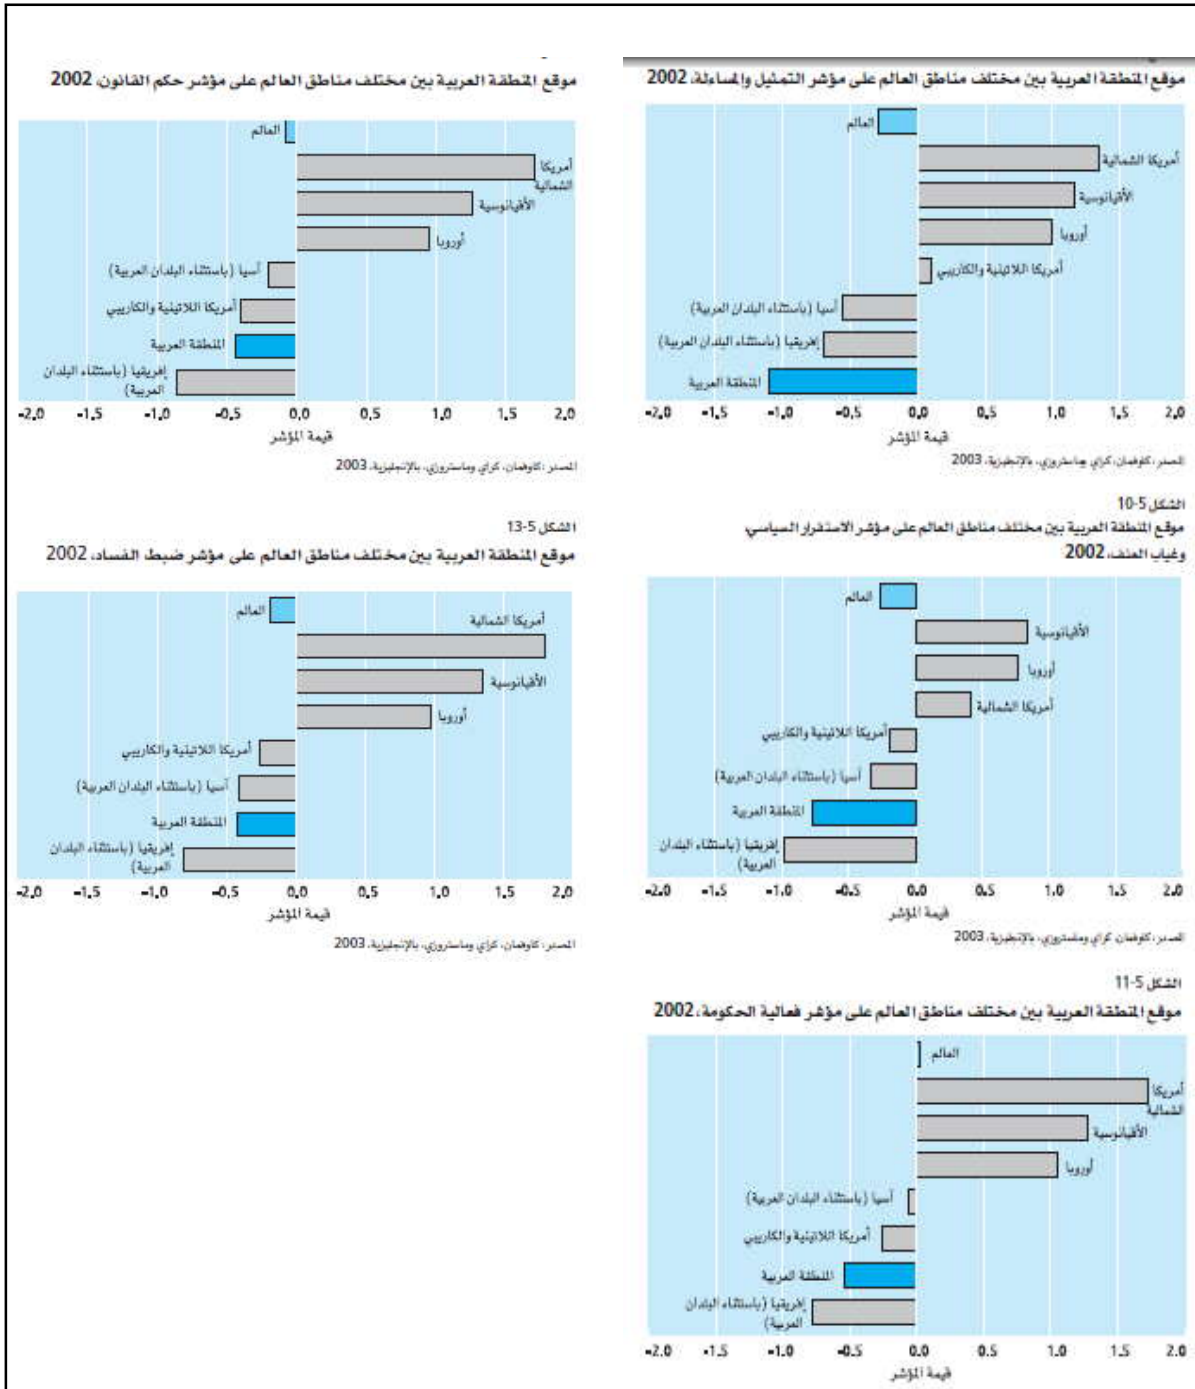 موقع المنطقة العربية بين مختلف مناطق العالم على مؤشر التمثيل والمساءلة، 2002
العالم
أمريكا الشمالية
الأقيانوسية
أوروبا
أمريكا اللاتينية والكاريبي
آسيا (باستثناء البلدان العربية)
إفريقيا (باستثناء البلدان العربية)
المنطقة العربية
-2.0 -1.5 -1.0 -0.5 0.0 0.5 1.0 1.5 2.0
قيمة المؤشر
المصدر: كاوفمان، كراي وماستروزي، بالإنجليزية، 2003
الشكل 5-10
موقع المنطقة العربية بين مختلف مناطق العالم على مؤشر الاستقرار السياسي
وغياب العنف، 2002
العالم
الأقيانوسية
أوروبا
أمريكا الشمالية
أمريكا اللاتينية والكاريبي
آسيا (باستثناء البلدان العربية)
المنطقة العربية
إفريقيا (باستثناء البلدان
العربية)
-2.0 -1.5 -1.0 -0.5 0.0 0.5 1.0 1.5 2.0
قيمة المؤشر
المصدر: كاوفمان، كراي وماستروزي، بالإنجليزية، 2003
الشكل 5-11
موقع المنطقة العربية بين مختلف مناطق العالم على مؤشر فعالية الحكومة، 2002
العالم
أمريكا
الشمالية
الأقيانوسية
أوروبا
آسيا (باستثناء البلدان العربية)
أمريكا اللاتينية والكاريبي
المنطقة العربية
إفريقيا (باستثناء البلدان
العربية)
-2.0 -1.5 -1.0 -0.5 0.0 0.5 1.0 1.5 2.0
قيمة المؤشر
موقع المنطقة العربية بين مختلف مناطق العالم على مؤشر حكم القانون، 2002
العالم
أمريكا
الشمالية
الأقيانوسية
أوروبا
آسيا (باستثناء البلدان العربية)
أمريكا اللاتينية والكاريبي
المنطقة العربية
إفريقيا (باستثناء البلدان
العربية)
-2.0 -1.5 -1.0 -0.5 0.0 0.5 1.0 1.5 2.0
قيمة المؤشر
المصدر: كاوفمان، كراي وماستروزي، بالإنجليزية، 2003
الشكل 5-13
موقع المنطقة العربية بين مختلف مناطق العالم على مؤشر ضبط الفساد، 2002
العالم
أمريكا الشمالية
الأقيانوسية
أوروبا
أمريكا اللاتينية والكاريبي
آسيا (باستثناء البلدان العربية)
المنطقة العربية
إفريقيا (باستثناء البلدان
العربية)
-2.0 -1.5 -1.0 -0.5 0.0 0.5 1.0 1.5 2.0
قيمة المؤشر
المصدر: كاوفمان، كراي وماستروزي، بالإنجليزية، 2003